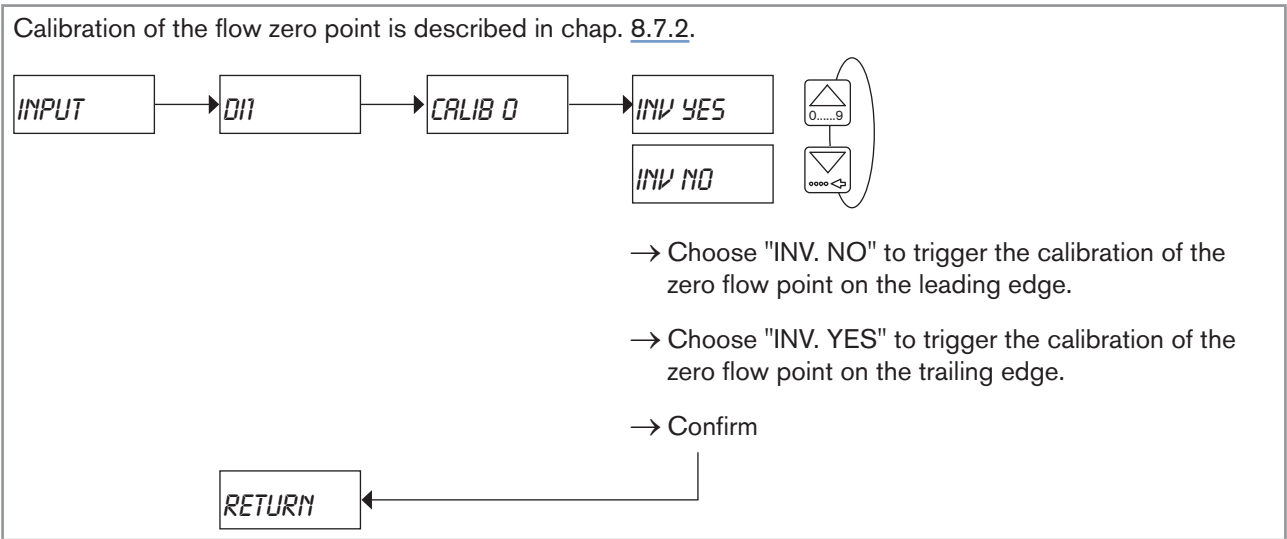 Calibration of the flow zero point is described in chap. 8.7.2.
INPUT
DI1
CALIB 0
INV YES
0......9
INV NO
→ Choose "INV. NO" to trigger the calibration of the
zero flow point on the leading edge.
→ Choose "INV. YES" to trigger the calibration of the
zero flow point on the trailing edge.
→ Confirm
RETURN